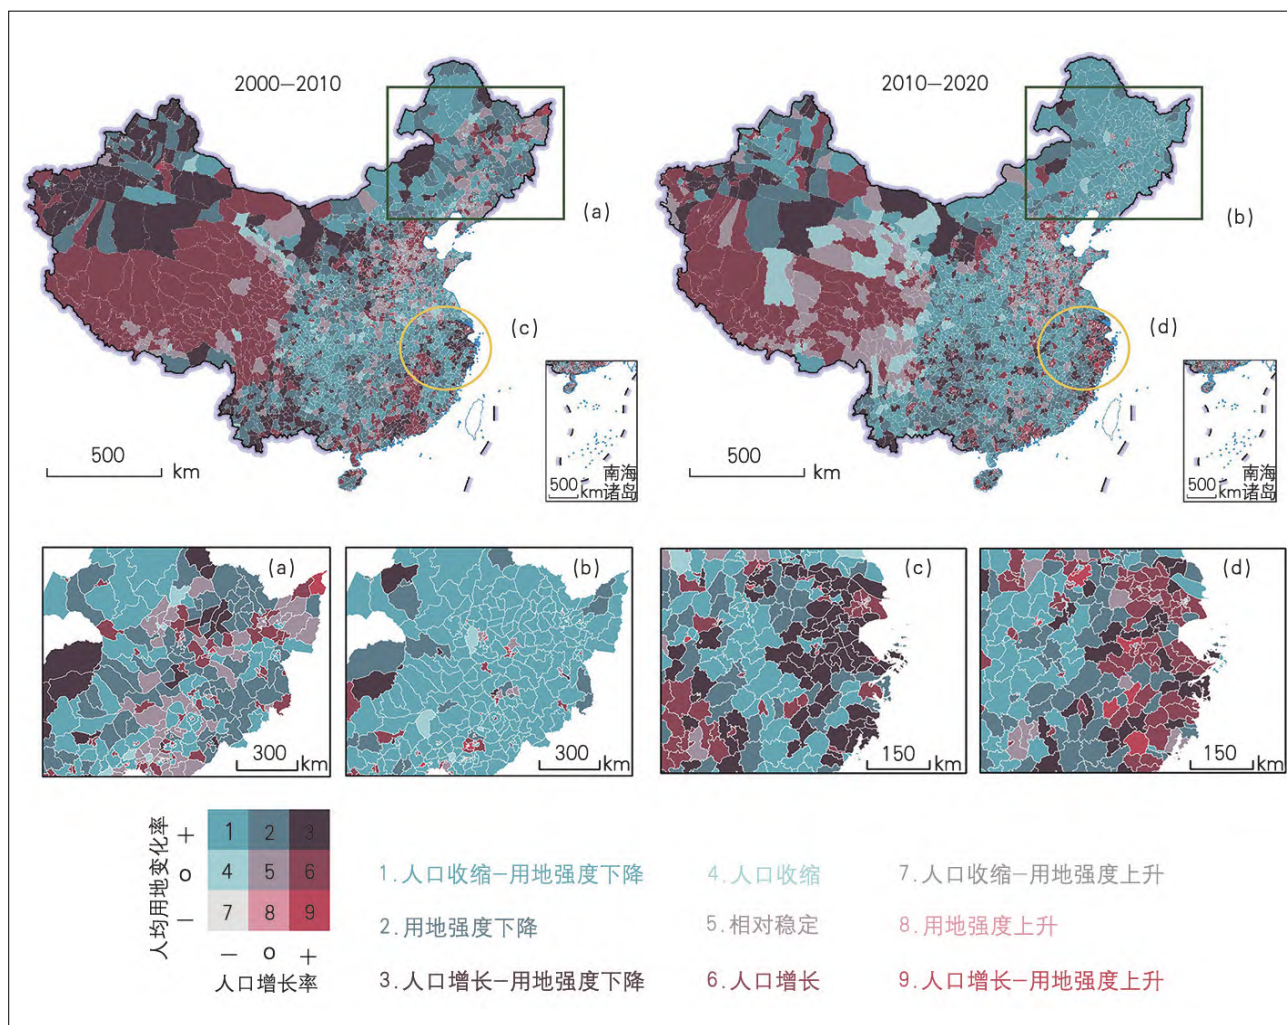 2000–2010
2010–2020
(a)
(b)
(c)
(d)
500
km
500
km
南海
诸岛
500
km
500
km
南海
诸岛
(a)
(b)
(c)
(d)
300
km
300
km
150
km
150
km
人均用地变化率
+
o
–
1 2 3
4 5 6
7 8 9
– o +
人口增长率
1.人口收缩–用地强度下降
4.人口收缩
7.人口收缩–用地强度上升
2.用地强度下降
5.相对稳定
8.用地强度上升
3.人口增长–用地强度下降
6.人口增长
9.人口增长–用地强度上升